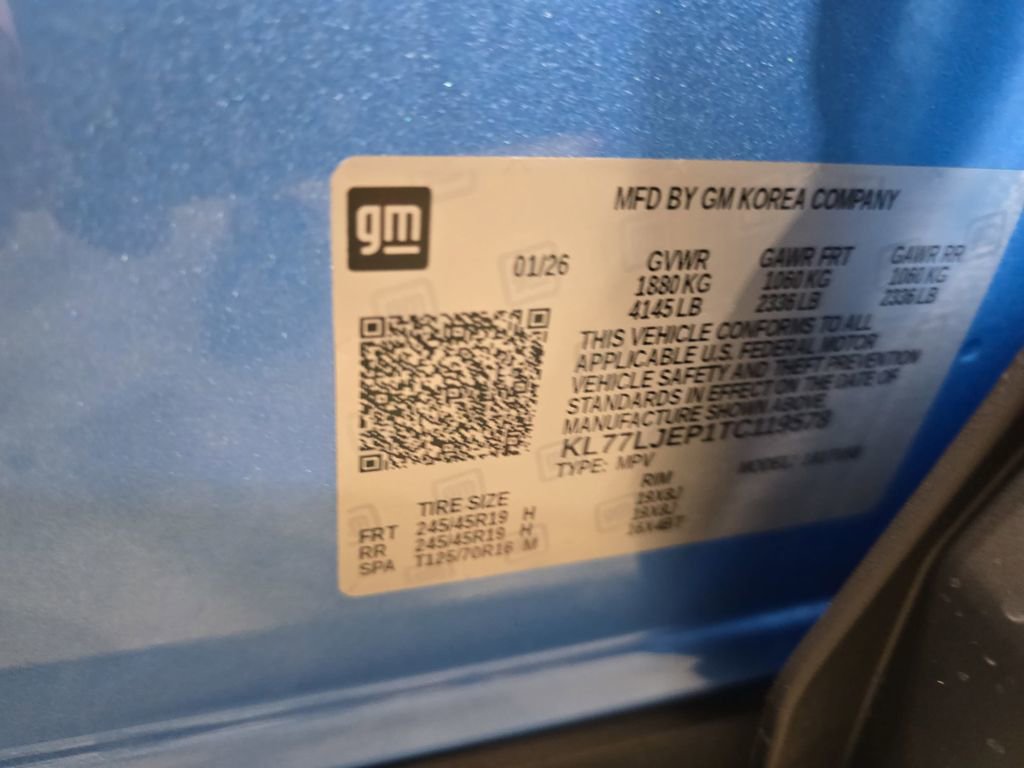 gm
MFD BY GM KOREA COMPANY
01/26
GVWR GAWR FRT GAWR RR
1880 KG 1060 KG 1060 KG
4145 LB 2336 LB 2336 LB
THIS VEHICLE CONFORMS TO ALL
APPLICABLE U.S. FEDERAL MOTOR
VEHICLE SAFETY AND THEFT PREVENTION
STANDARDS IN EFFECT ON THE DATE OF
MANUFACTURE SHOWN ABOVE.
KL77LJEP1TC119578
TYPE: MPV MODEL:
TIRE SIZE RIM
FRT 245/45R19 H 19X8J
RR 245/45R19 H 19X8J
SPA T125/70R16 M 16X4BT